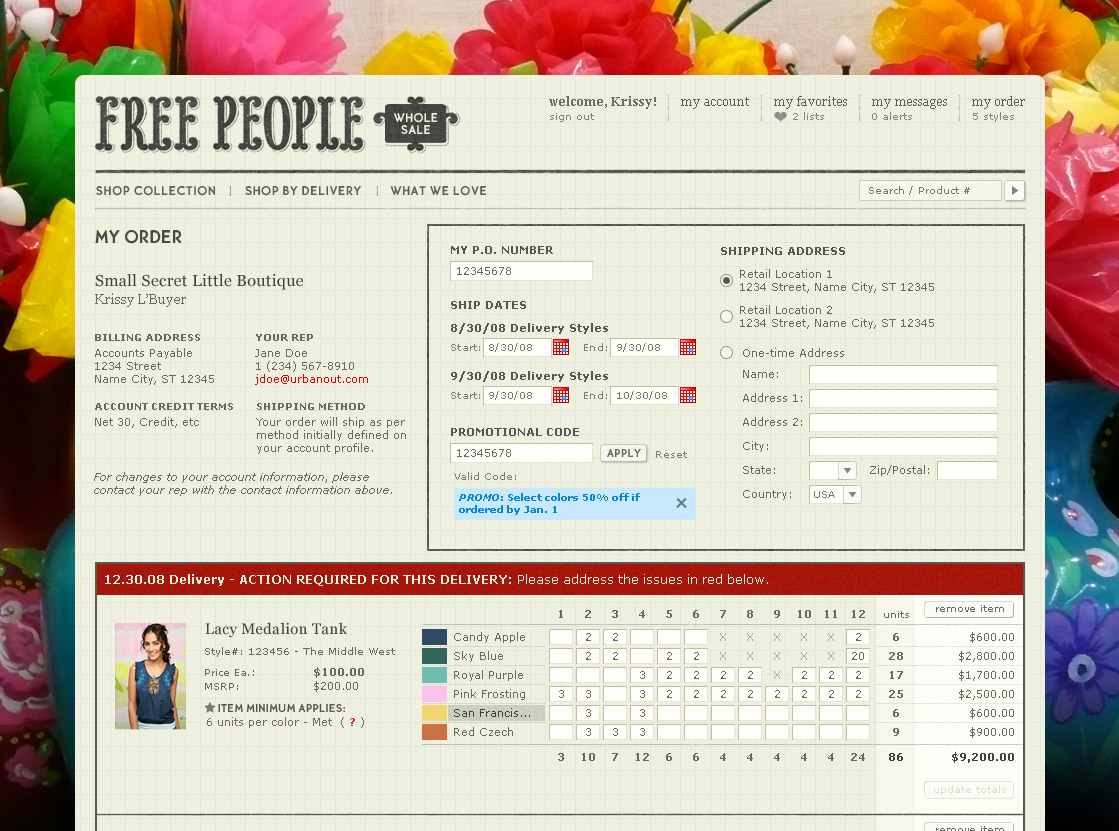 FREE PEOPLE
WHOLE
SALE
welcome, Krissy!
sign out
my account
my favorites
2 lists
my messages
0 alerts
my order
5 styles
SHOP COLLECTION | SHOP BY DELIVERY | WHAT WE LOVE
Search / Product #
MY ORDER
Small Secret Little Boutique
Krissy L'Buyer
BILLING ADDRESS
Accounts Payable
1234 Street
Name City, ST 12345
YOUR REP
Jane Doe
1 (234) 567-8910
jdoe@urbanout.com
ACCOUNT CREDIT TERMS
Net 30, Credit, etc
SHIPPING METHOD
Your order will ship as per
method initially defined on
your account profile.
For changes to your account information, please
contact your rep with the contact information above.
MY P.O. NUMBER
12345678
SHIP DATES
8/30/08 Delivery Styles
Start: 8/30/08 End: 9/30/08
9/30/08 Delivery Styles
Start: 9/30/08 End: 10/30/08
PROMOTIONAL CODE
12345678 APPLY Reset
Valid Code:
PROMO: Select colors 50% off if
ordered by Jan. 1
SHIPPING ADDRESS
Retail Location 1
1234 Street, Name City, ST 12345
Retail Location 2
1234 Street, Name City, ST 12345
One-time Address
Name:
Address 1:
Address 2:
City:
State: Zip/Postal:
Country: USA
12.30.08 Delivery - ACTION REQUIRED FOR THIS DELIVERY: Please address the issues in red below.
Lacy Medalion Tank
Style#: 123456 - The Middle West
Price Ea.: $100.00
MSRP: $200.00
ITEM MINIMUM APPLIES:
6 units per color - Met ( ? )
1 2 3 4 5 6 7 8 9 10 11 12 units remove item
Candy Apple 2 2 X X X X X 2 6 $600.00
Sky Blue 2 2 2 X X X X X 20 28 $2,800.00
Royal Purple 3 2 2 2 2 X 2 2 2 17 $1,700.00
Pink Frosting 3 3 3 2 2 2 2 2 2 2 2 25 $2,500.00
San Francis... 3 3 6 $600.00
Red Czech 3 3 3 9 $900.00
3 10 7 12 6 6 4 4 4 4 4 24 86 $9,200.00
update totals
remove item